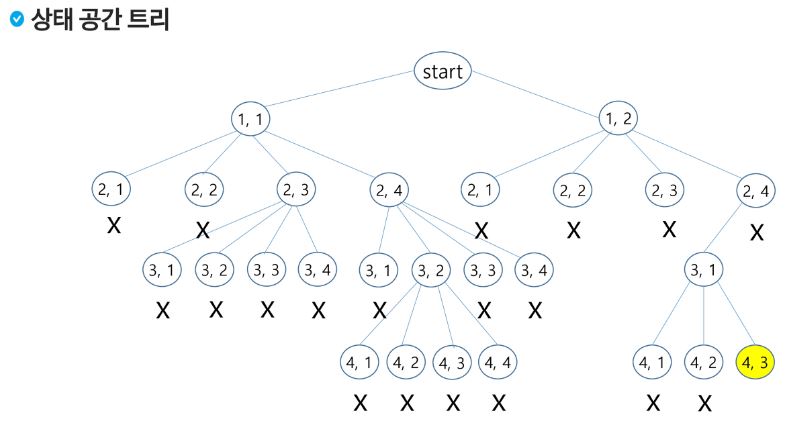 상태 공간 트리
start
1, 1 1, 2
2, 1 2, 2 2, 3 2, 4 2, 1 2, 2 2, 3 2, 4
X X X X X X
3, 1 3, 2 3, 3 3, 4 3, 1 3, 2 3, 3 3, 4 3, 1
X X X X X X X
4, 1 4, 2 4, 3 4, 4 4, 1 4, 2 4, 3
X X X X X X